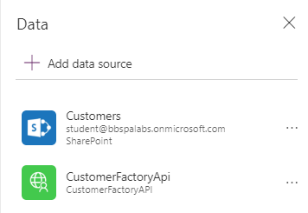 Data
Add data source
Customers
student@bbspalabs.onmicrosoft.com
SharePoint
CustomerFactoryApi
CustomerFactoryAPI